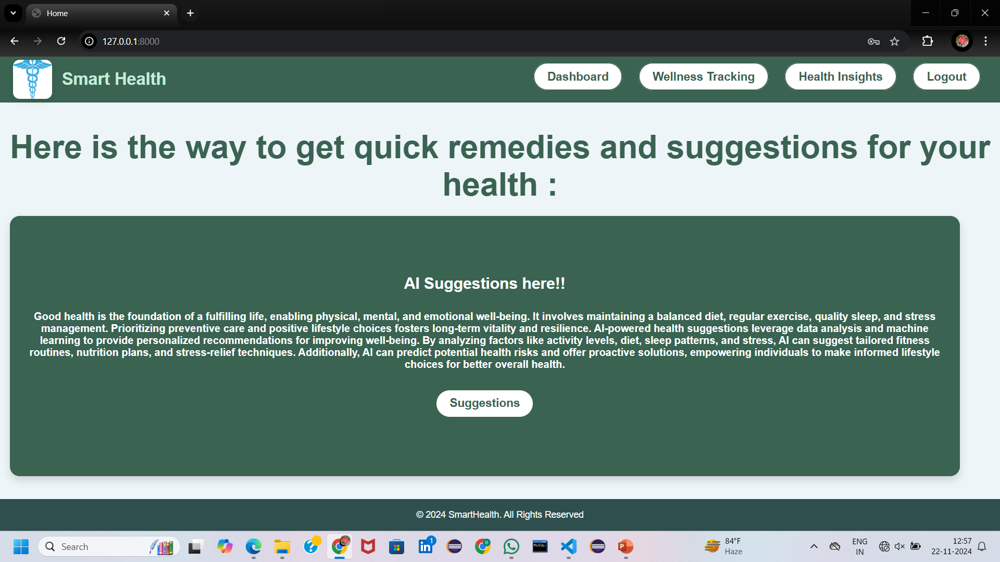 Home
127.0.0.1:8000
Smart Health
Dashboard
Wellness Tracking
Health Insights
Logout
Here is the way to get quick remedies and suggestions for your
health :
AI Suggestions here!!
Good health is the foundation of a fulfilling life, enabling physical, mental, and emotional well-being. It involves maintaining a balanced diet, regular exercise, quality sleep, and stress
management. Prioritizing preventive care and positive lifestyle choices fosters long-term vitality and resilience. AI-powered health suggestions leverage data analysis and machine
learning to provide personalized recommendations for improving well-being. By analyzing factors like activity levels, diet, sleep patterns, and stress, AI can suggest tailored fitness
routines, nutrition plans, and stress-relief techniques. Additionally, AI can predict potential health risks and offer proactive solutions, empowering individuals to make informed lifestyle
choices for better overall health.
Suggestions
© 2024 SmartHealth. All Rights Reserved
Search
in
1
D
MySQL
P
84°F
Haze
ENG
IN
12:57
22-11-2024